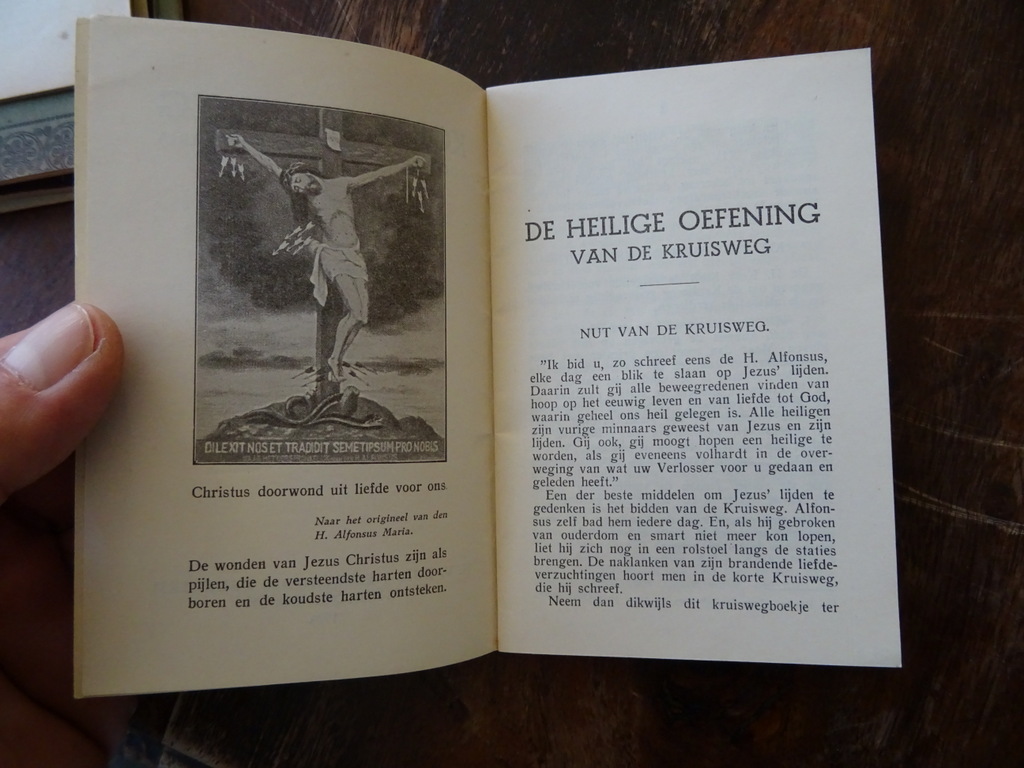 DILEXIT NOS ET TRADIDIT SEMETIPSUM PRO NOBIS
Christus doorwond uit liefde voor ons
Naar het origineel van den
H. Alfonsus Maria.
De wonden van Jezus Christus zijn als
pijlen, die de versteendste harten door-
boren en de koudste harten ontsteken.
DE HEILIGE OEFENING
VAN DE KRUISWEG
NUT VAN DE KRUISWEG.
"Ik bid u, zo schreef eens de H. Alfonsus,
elke dag een blik te slaan op Jezus' lijden.
Daarin zult gij alle beweegredenen vinden van
hoop op het eeuwig leven en van liefde tot God,
waarin geheel ons heil gelegen is. Alle heiligen
zijn vurige minnaars geweest van Jezus en zijn
lijden. Gij ook, gij moogt hopen een heilige te
worden, als gij eveneens volhardt in de over-
weging van wat uw Verlosser voor u gedaan en
geleden heeft."
Een der beste middelen om Jezus' lijden te
gedenken is het bidden van de Kruisweg. Alfon-
sus zelf bad hem iedere dag. En, als hij gebroken
van ouderdom en smart niet meer kon lopen,
liet hij zich nog in een rolstoel langs de staties
brengen. De naklanken van zijn brandende liefde-
verzuchtingen hoort men in de korte Kruisweg,
die hij schreef.
Neem dan dikwijls dit kruiswegboekje ter